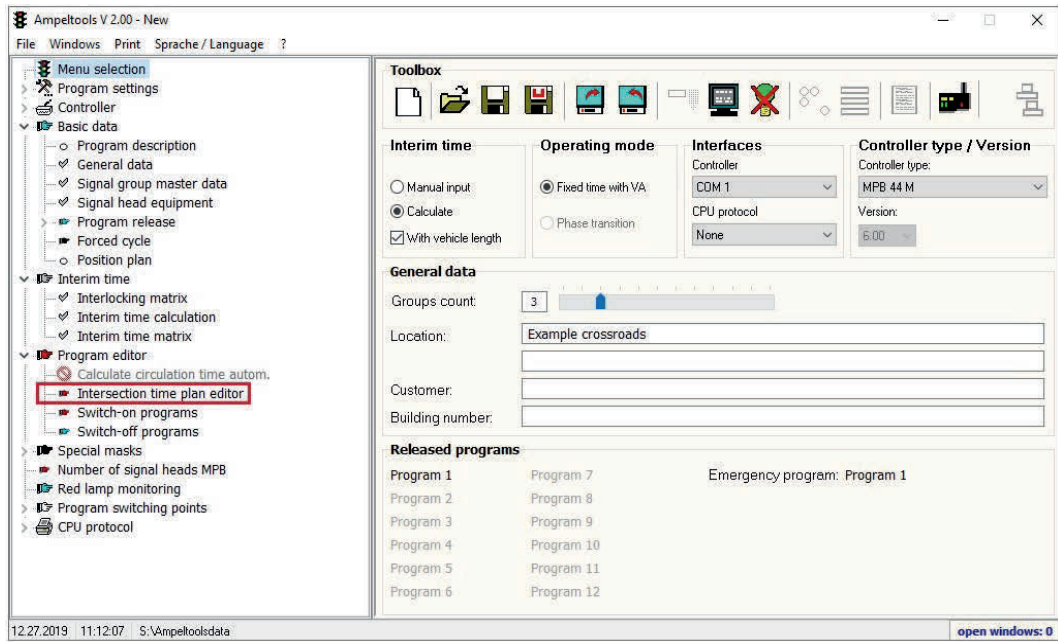 Ampeltools V 2.00 - New
File Windows Print Sprache / Language ?
Menu selection
Program settings
Controller
Basic data
Program description
General data
Signal group master data
Signal head equipment
Program release
Forced cycle
Position plan
Interim time
Interlocking matrix
Interim time calculation
Interim time matrix
Program editor
Calculate circulation time autom.
Intersection time plan editor
Switch-on programs
Switch-off programs
Special masks
Number of signal heads MPB
Red lamp monitoring
Program switching points
CPU protocol
Toolbox
Interim time
Manual input
Calculate
With vehicle length
Operating mode
Fixed time with VA
Phase transition
Interfaces
Controller
COM 1
CPU protocol
None
Controller type / Version
Controller type:
MPB 44 M
Version:
6.00
General data
Groups count: 3
Location: Example crossroads
Customer:
Building number:
Released programs
Program 1 Program 7 Emergency program: Program 1
Program 2 Program 8
Program 3 Program 9
Program 4 Program 10
Program 5 Program 11
Program 6 Program 12
12.27.2019 11:12:07 S:\Ampeltoolsdata open windows: 0